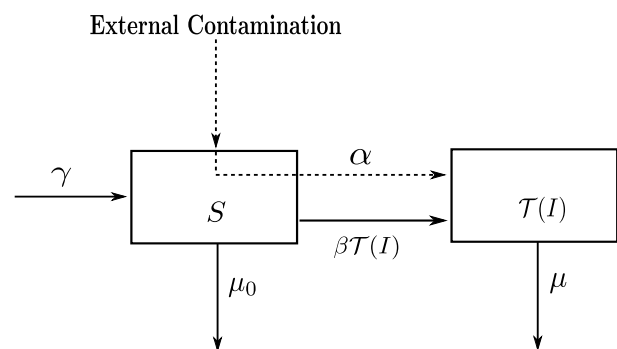 External Contamination
γ
α
S
𝒯(I)
β𝒯(I)
μ₀
μ